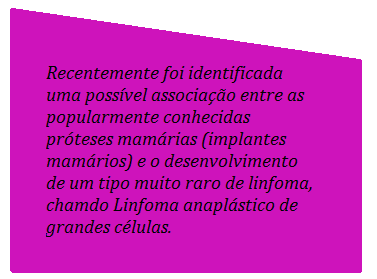 Recentemente foi identificada
uma possível associação entre as
popularmente conhecidas
próteses mamárias (implantes
mamários) e o desenvolvimento
de um tipo muito raro de linfoma,
chamdo Linfoma anaplástico de
grandes células.